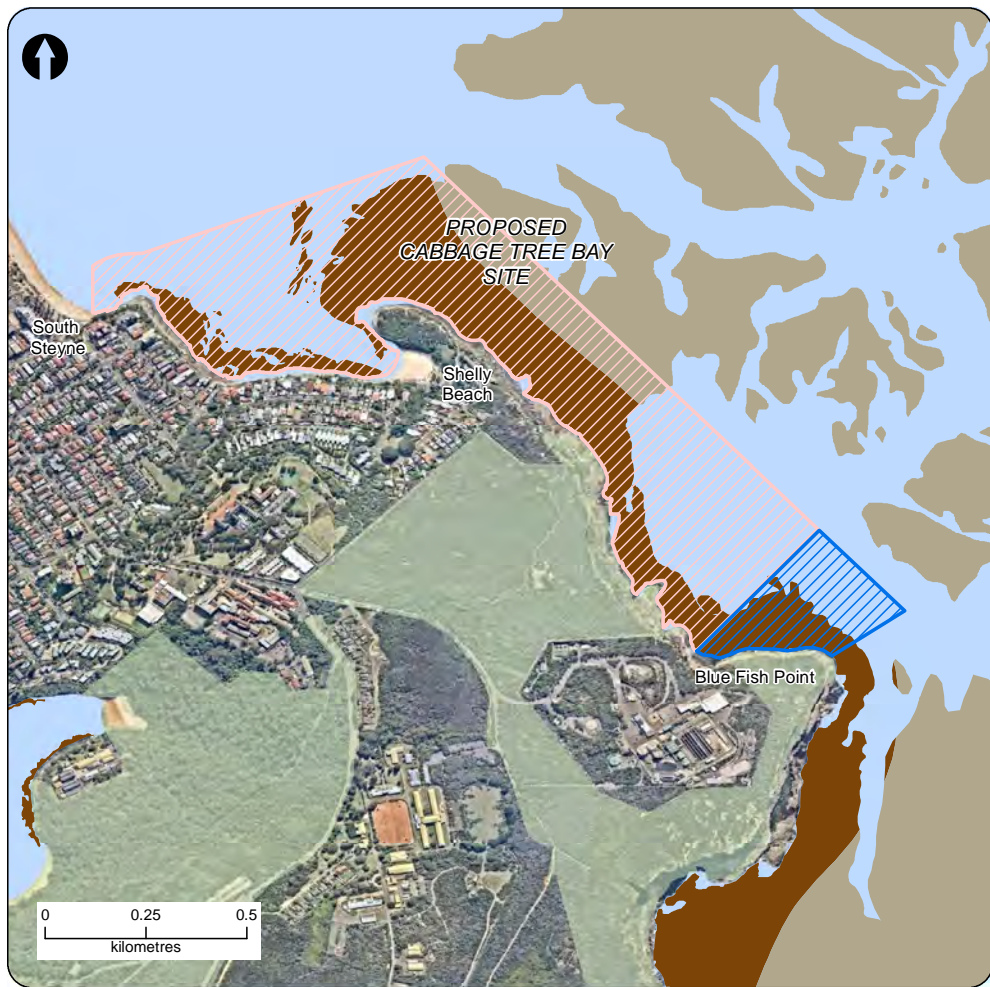 PROPOSED
CABBAGE TREE BAY
SITE
South
Steyne
Shelly
Beach
Blue Fish Point
0 0.25 0.5
kilometres